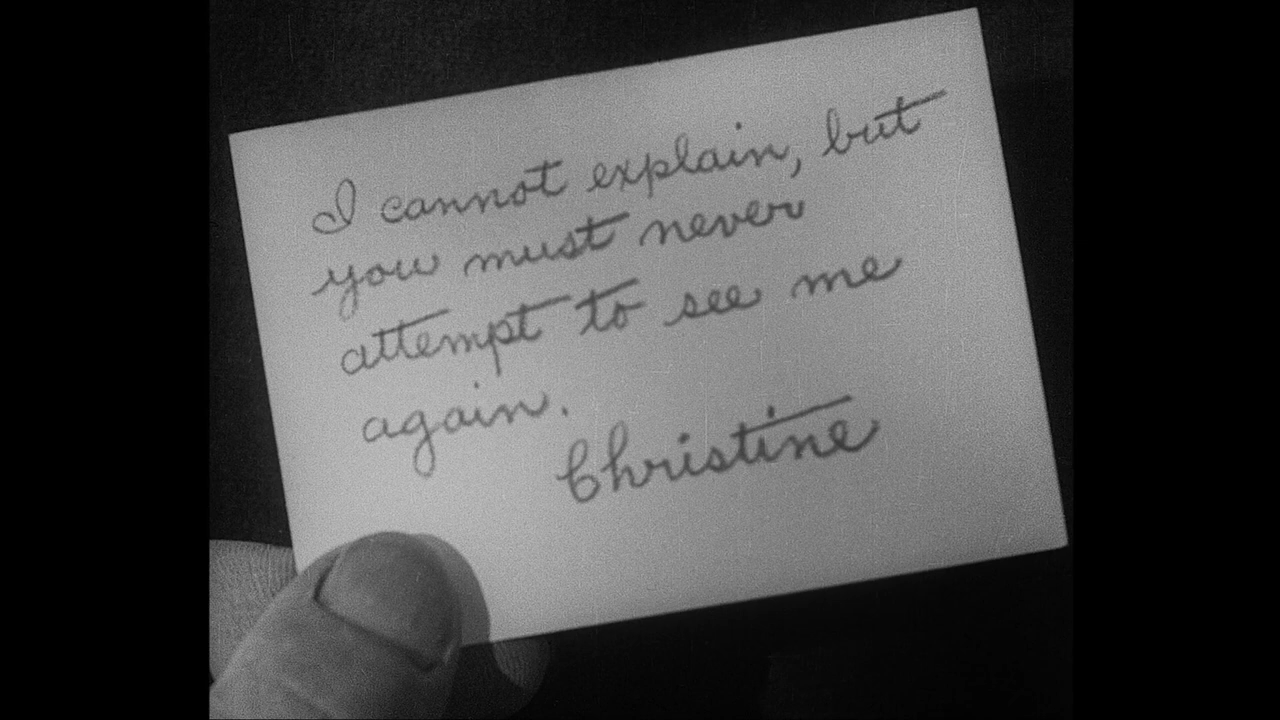 I cannot explain, but
you must never
attempt to see me
again.
Christine